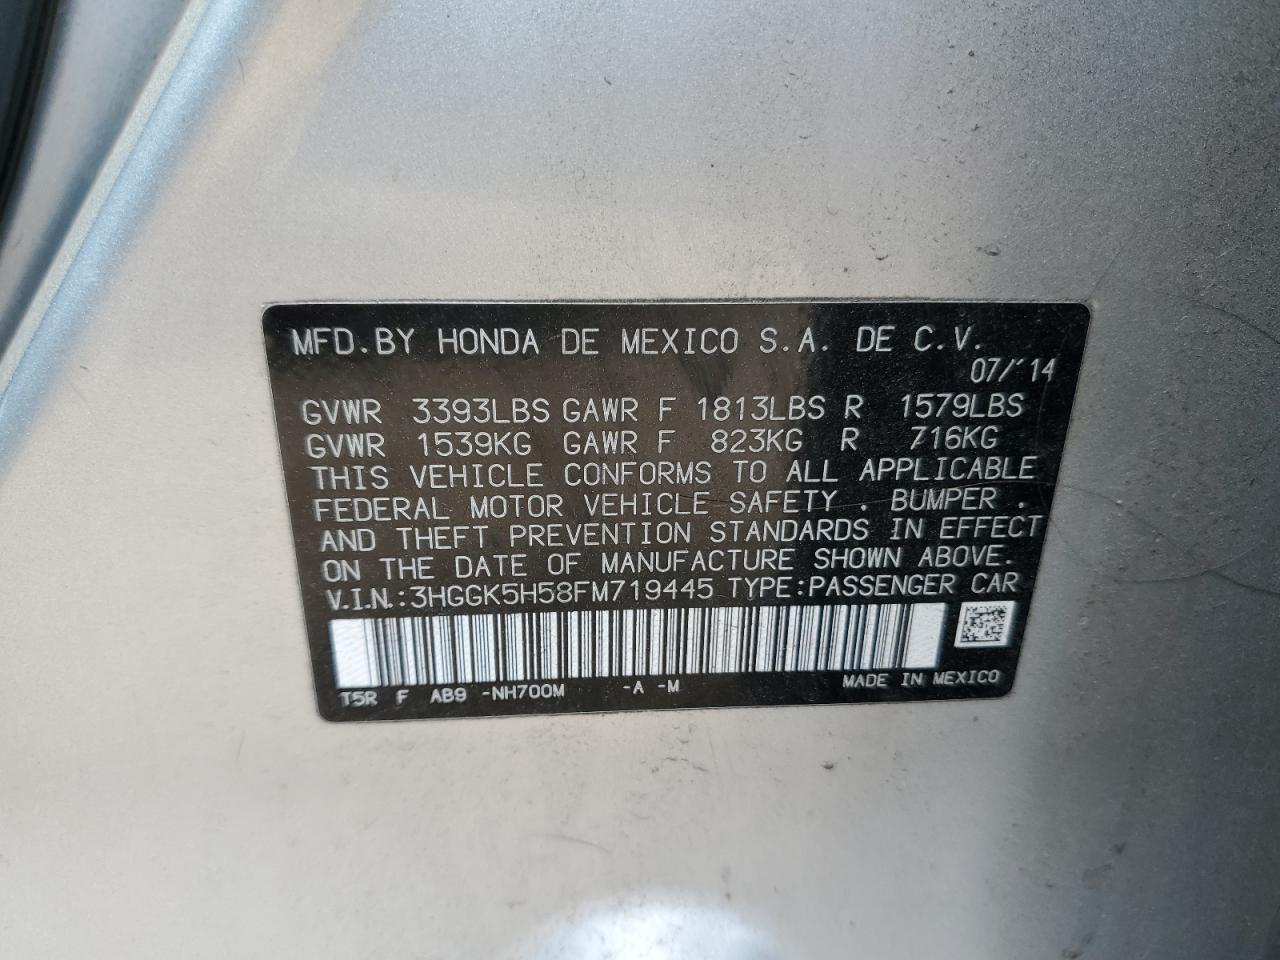 MFD.BY HONDA DE MEXICO S.A. DE C.V.
07/'14
GVWR 3393LBS GAWR F 1813LBS R 1579LBS
GVWR 1539KG GAWR F 823KG R 716KG
THIS VEHICLE CONFORMS TO ALL APPLICABLE
FEDERAL MOTOR VEHICLE SAFETY , BUMPER ,
AND THEFT PREVENTION STANDARDS IN EFFECT
ON THE DATE OF MANUFACTURE SHOWN ABOVE.
V.I.N.:3HGGK5H58FM719445 TYPE:PASSENGER CAR
T5R F AB9 -NH700M -A -M MADE IN MEXICO